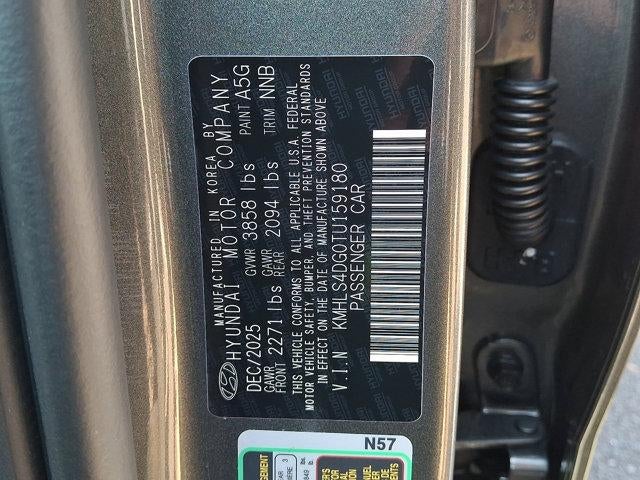 MANUFACTURED IN KOREA BY
HYUNDAI MOTOR COMPANY
DEC/2025 GVWR 3858 lbs PAINT A5G
GAWR FRONT 2271 lbs GAWR REAR 2094 lbs TRIM NNB
THIS VEHICLE CONFORMS TO ALL APPLICABLE U.S.A. FEDERAL
MOTOR VEHICLE SAFETY, BUMPER, AND THEFT PREVENTION STANDARDS
IN EFFECT ON THE DATE OF MANUFACTURE SHOWN ABOVE
V.I.N KMHLS4DG0TU159180
PASSENGER CAR
N57